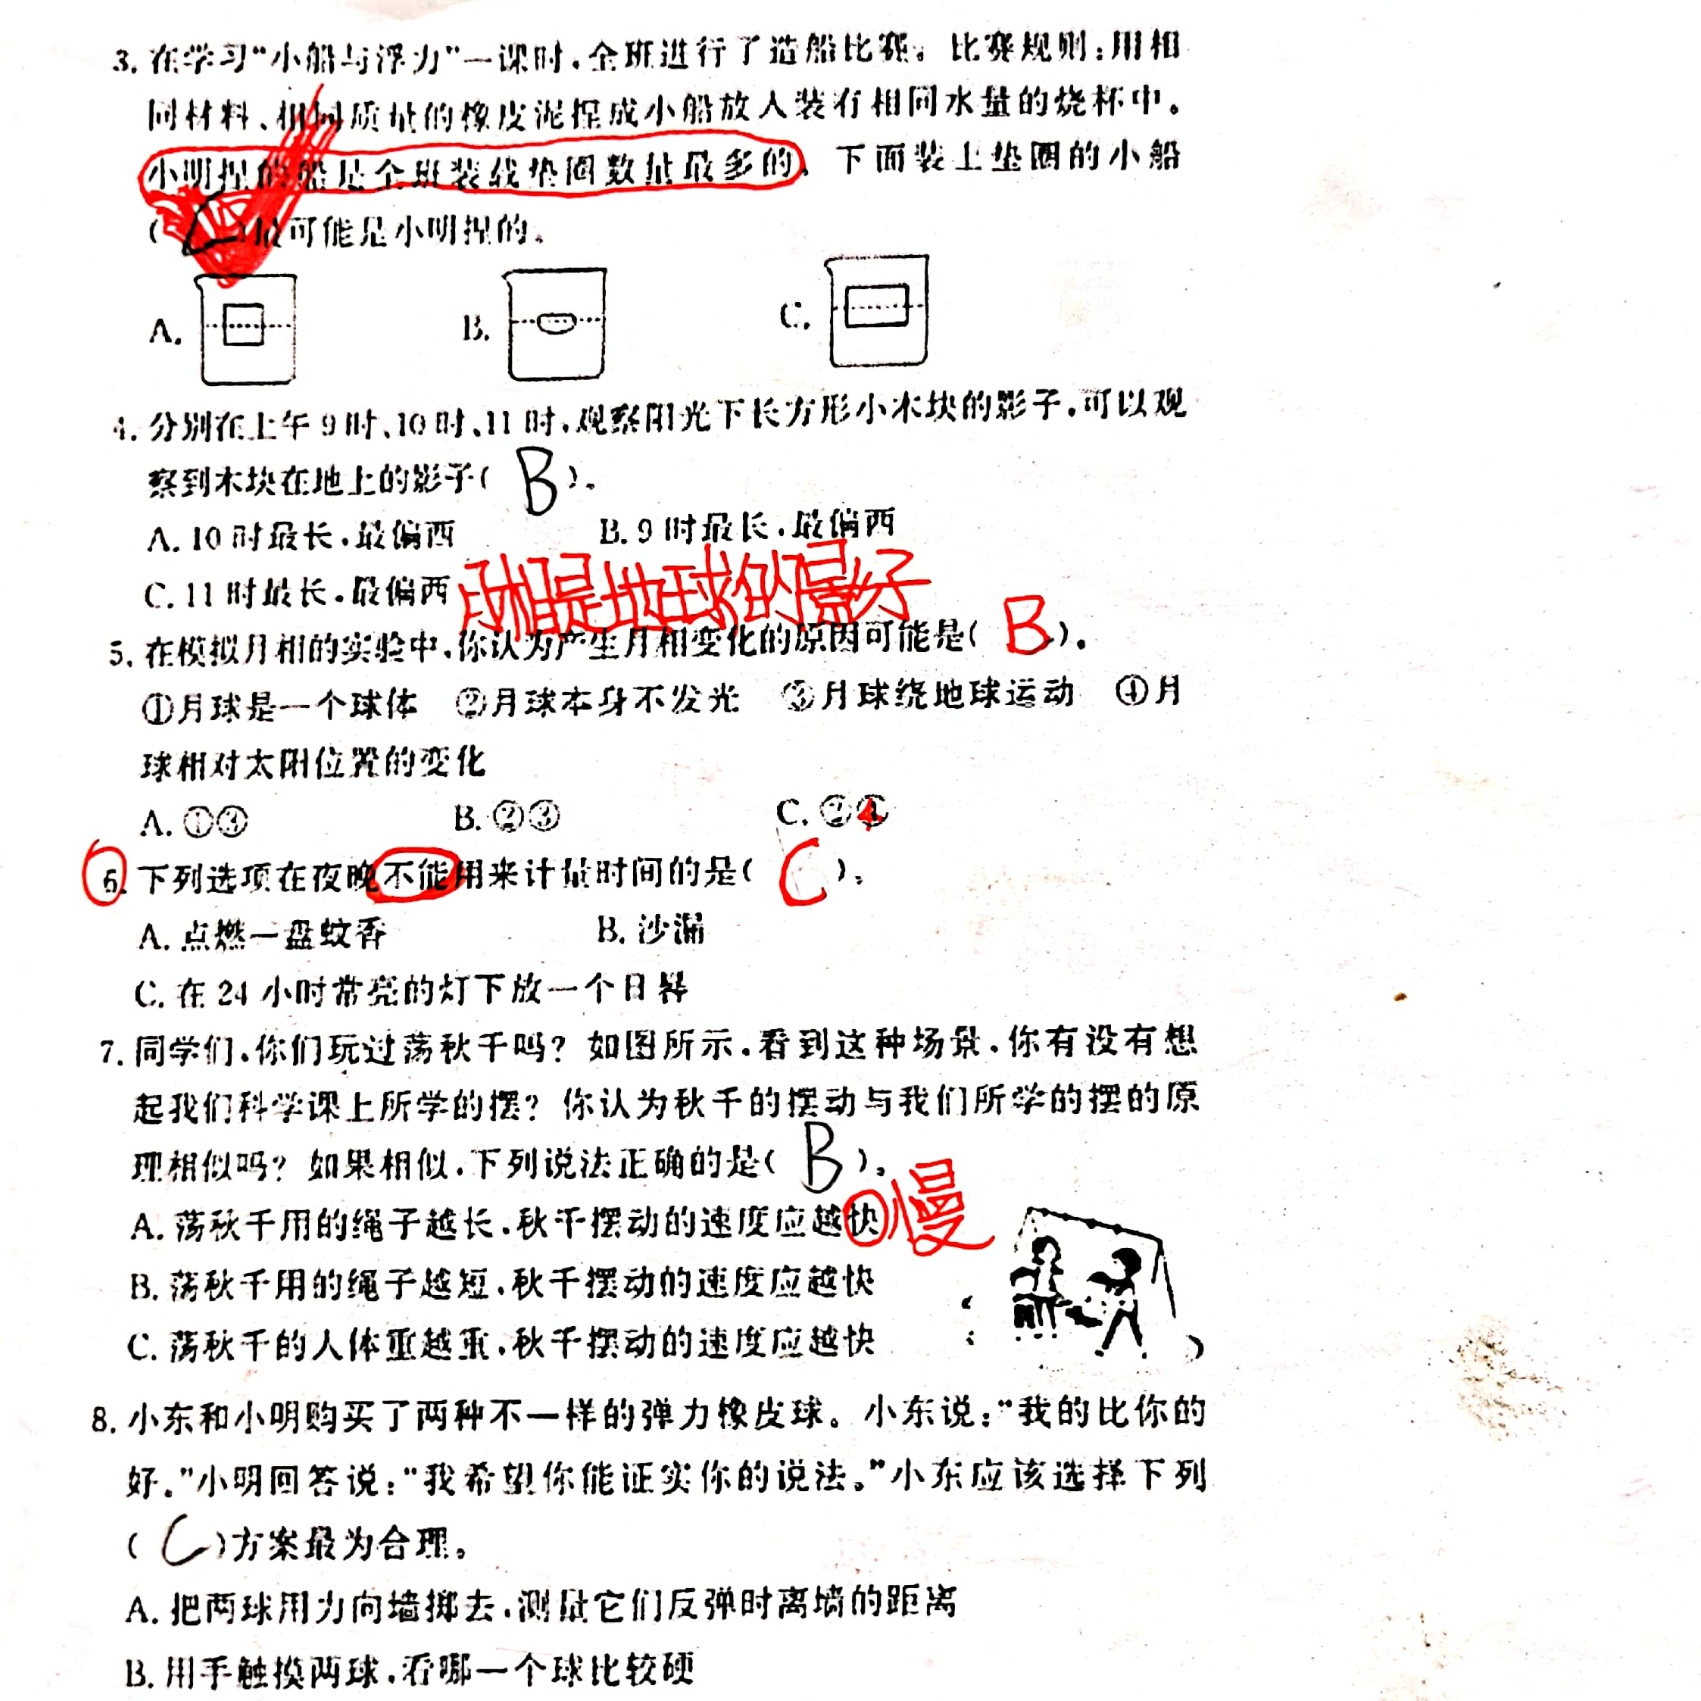 3. 在学习“小船与浮力”一课时,全班进行了造船比赛。比赛规则:用相
同材料、相同质量的橡皮泥捏成小船放入装有相同水量的烧杯中。
小明捏的船是全班装载垫圈数量最多的、下面装上垫圈的小船
( C )最可能是小明捏的。
A. B. C.
4. 分别在上午9时、10时、11时,观察阳光下长方形小木块的影子,可以观
察到木块在地上的影子( B )。
A. 10时最长,最偏西 B. 9时最长,最偏西
C. 11时最长,最偏西 月相是地球的影子
5. 在模拟月相的实验中,你认为产生月相变化的原因可能是( B )。
①月球是一个球体 ②月球本身不发光 ③月球绕地球运动 ④月
球相对太阳位置的变化
A. ①③ B. ②③ C. ②④
6. 下列选项在夜晚不能用来计量时间的是( C )。
A. 点燃一盘蚊香 B. 沙漏
C. 在24小时常亮的灯下放一个日晷
7. 同学们,你们玩过荡秋千吗? 如图所示,看到这种场景,你有没有想
起我们科学课上所学的摆? 你认为秋千的摆动与我们所学的摆的原
理相似吗? 如果相似,下列说法正确的是( B )。
A. 荡秋千用的绳子越长,秋千摆动的速度应越快 慢
B. 荡秋千用的绳子越短,秋千摆动的速度应越快
C. 荡秋千的人体重越重,秋千摆动的速度应越快
8. 小东和小明购买了两种不一样的弹力橡皮球。小东说:“我的比你的
好。”小明回答说:“我希望你能证实你的说法。”小东应该选择下列
( C )方案最为合理。
A. 把两球用力向墙掷去,测量它们反弹时离墙的距离
B. 用手触摸两球,看哪一个球比较硬